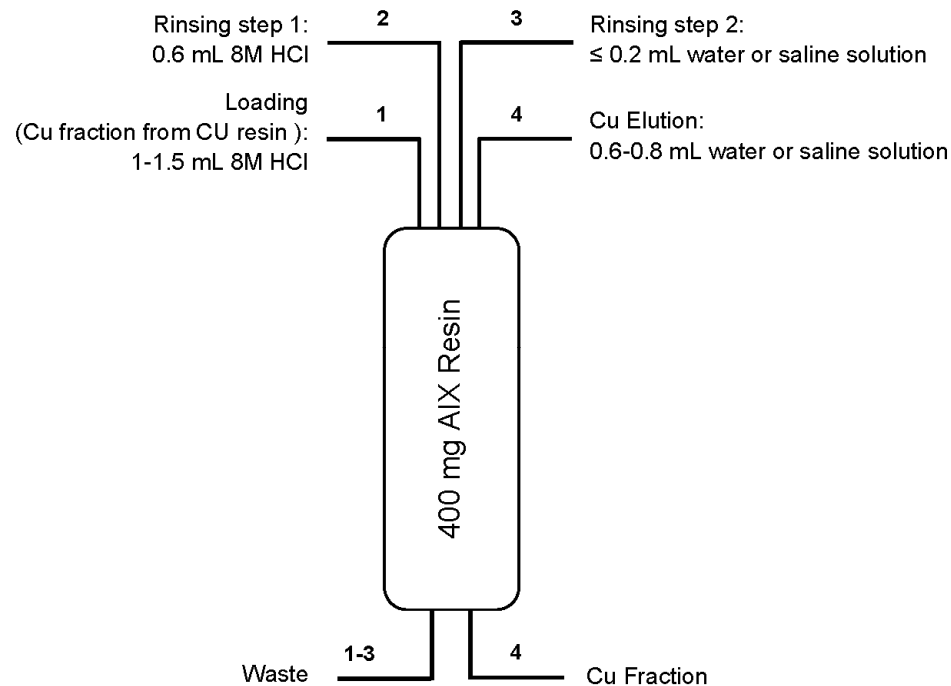 Rinsing step 1:
0.6 mL 8M HCl
2
3
Rinsing step 2:
≤ 0.2 mL water or saline solution
Loading
(Cu fraction from CU resin ):
1-1.5 mL 8M HCl
1
4
Cu Elution:
0.6-0.8 mL water or saline solution
400 mg AIX Resin
Waste
1-3
4
Cu Fraction